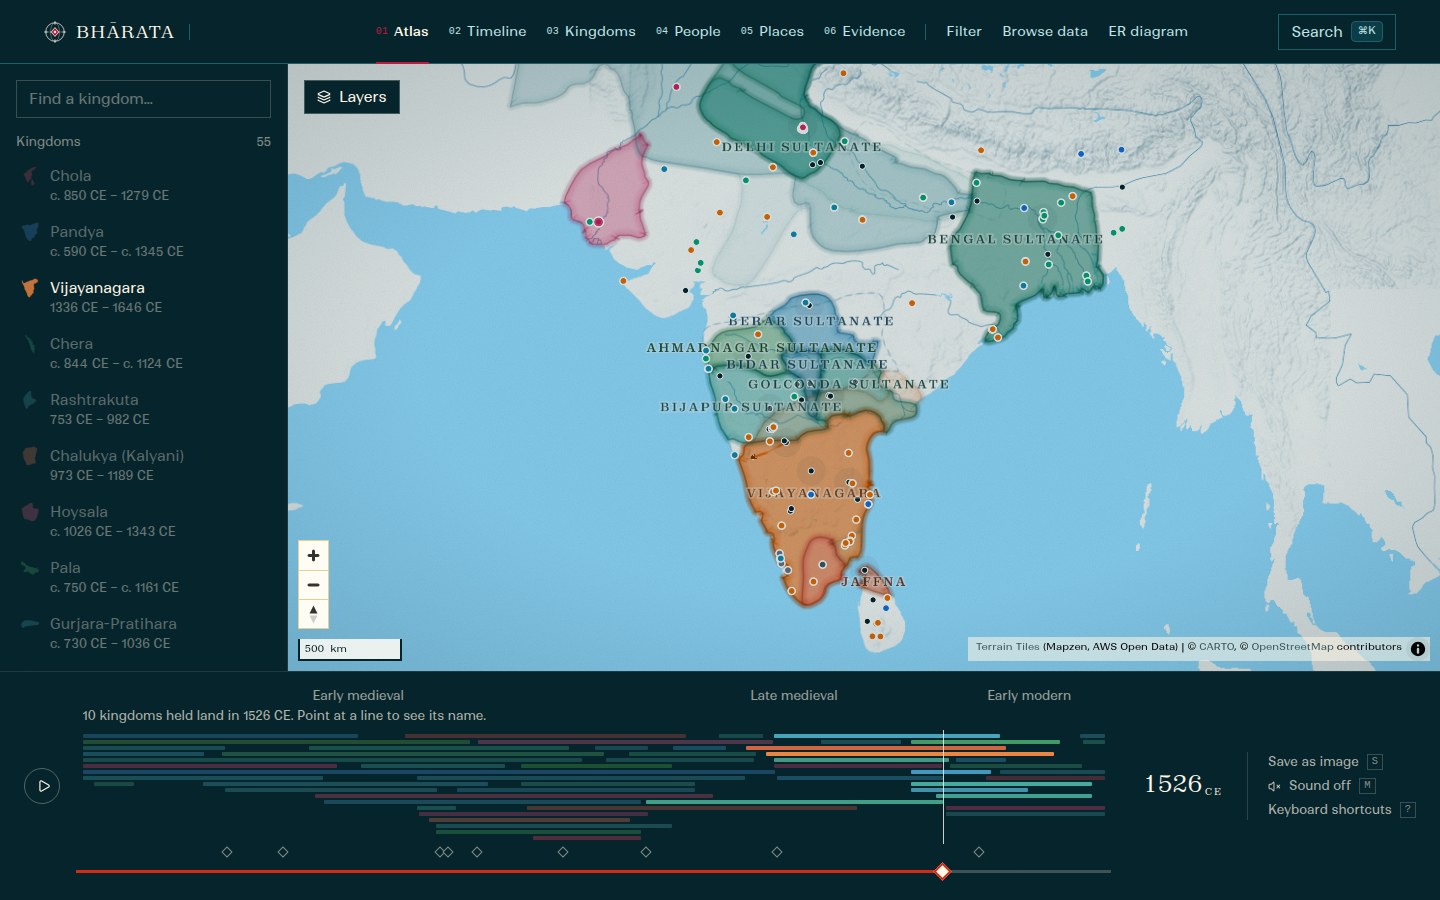 BHĀRATA
01 Atlas
02 Timeline
03 Kingdoms
04 People
05 Places
06 Evidence
Filter
Browse data
ER diagram
Search ⌘K
Find a kingdom...
Kingdoms 55
Chola
c. 850 CE – 1279 CE
Pandya
c. 590 CE – c. 1345 CE
Vijayanagara
1336 CE – 1646 CE
Chera
c. 844 CE – c. 1124 CE
Rashtrakuta
753 CE – 982 CE
Chalukya (Kalyani)
973 CE – 1189 CE
Hoysala
c. 1026 CE – 1343 CE
Pala
c. 750 CE – c. 1161 CE
Gurjara-Pratihara
c. 730 CE – 1036 CE
Layers
DELHI SULTANATE
BENGAL SULTANATE
BERAR SULTANATE
AHMADNAGAR SULTANATE
BIDAR SULTANATE
GOLCONDA SULTANATE
BIJAPUR SULTANATE
VIJAYANAGARA
JAFFNA
500 km
Terrain Tiles (Mapzen, AWS Open Data) | © CARTO, © OpenStreetMap contributors
Early medieval
Late medieval
Early modern
10 kingdoms held land in 1526 CE. Point at a line to see its name.
1526 CE
Save as image S
Sound off M
Keyboard shortcuts ?